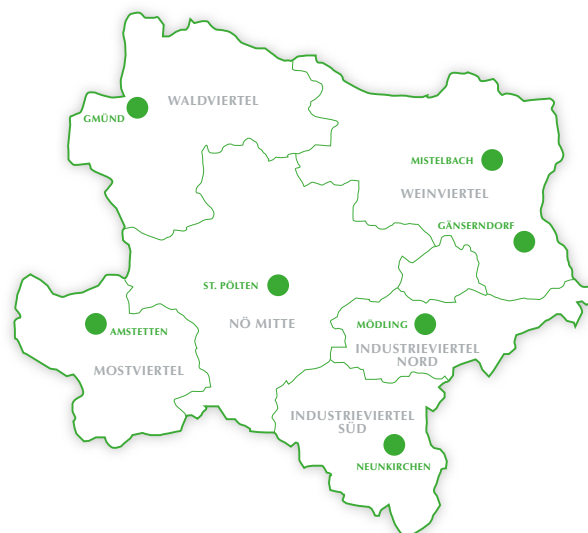 WALDVIERTEL
GMÜND
MISTELBACH
WEINVIERTEL
GÄNSERNDORF
ST. PÖLTEN
NÖ MITTE
MÖDLING
AMSTETTEN
INDUSTRIEVIERTEL
NORD
MOSTVIERTEL
INDUSTRIEVIERTEL
SÜD
NEUNKIRCHEN